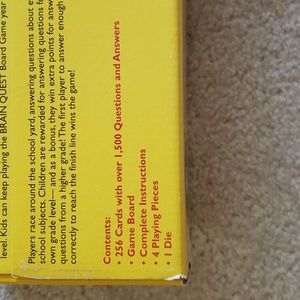 level. Kids can keep playing the BRAIN QUEST Board Game year
Players race around the school yard, answering questions about
school subjects. Children are rewarded for answering questions
own grade level— and as a bonus, they win extra points for
questions from a higher grade! The first player to answer enough
correctly to reach the finish line wins the game!
Contents:
• 256 Cards with over 1,500 Questions and Answers
• Game Board
• Complete Instructions
• 4 Playing Pieces
• 1 Die